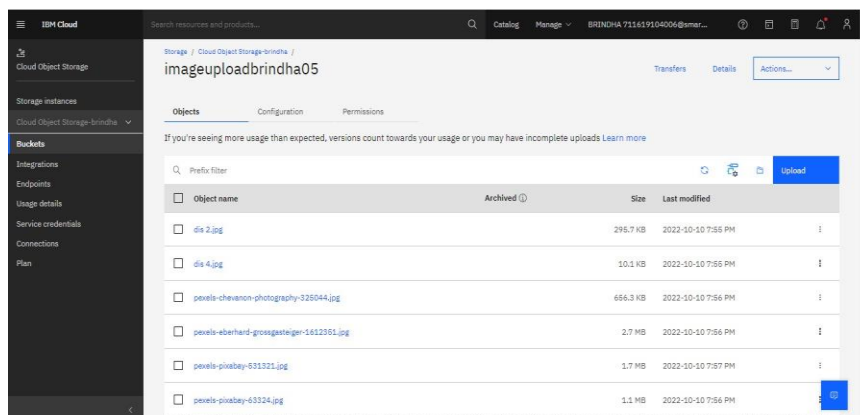 IBM Cloud
Search resources and products...
Catalog
Manage
BRINDHA 711619104006@smar...
Cloud Object Storage
Storage instances
Cloud Object Storage-brindha
Buckets
Integrations
Endpoints
Usage details
Service credentials
Connections
Plan
Storage / Cloud Object Storage-brindha /
imageuploadbrindha05
Transfers
Details
Actions...
Objects
Configuration
Permissions
If you're seeing more usage than expected, versions count towards your usage or you may have incomplete uploads Learn more
Prefix filter
Upload
Object name Archived Size Last modified
dis 2.jpg 295.7 KB 2022-10-10 7:55 PM
dis 4.jpg 10.1 KB 2022-10-10 7:55 PM
pexels-chevanon-photography-325044.jpg 656.3 KB 2022-10-10 7:56 PM
pexels-eberhard-grossgasteiger-1612351.jpg 2.7 MB 2022-10-10 7:56 PM
pexels-pixabay-531321.jpg 1.7 MB 2022-10-10 7:57 PM
pexels-pixabay-63324.jpg 1.1 MB 2022-10-10 7:56 PM